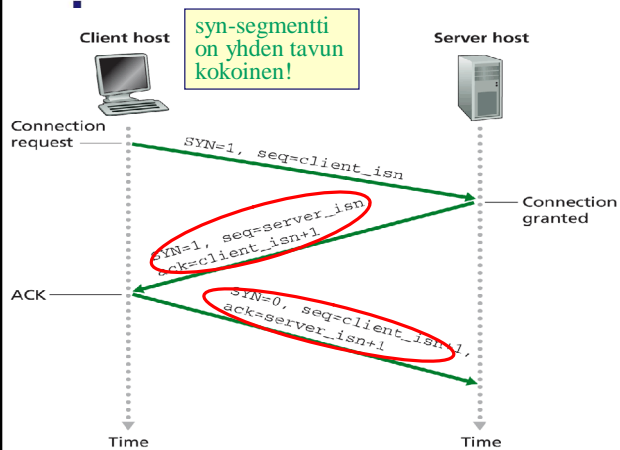 Client host
syn-segmentti
on yhden tavun
kokoinen!
Server host
Connection
request
SYN=1, seq=client_isn
Connection
granted
SYN=1, seq=server_isn
ack=client_isn+1
ACK
SYN=0, seq=client_isn+1,
ack=server_isn+1
Time
Time